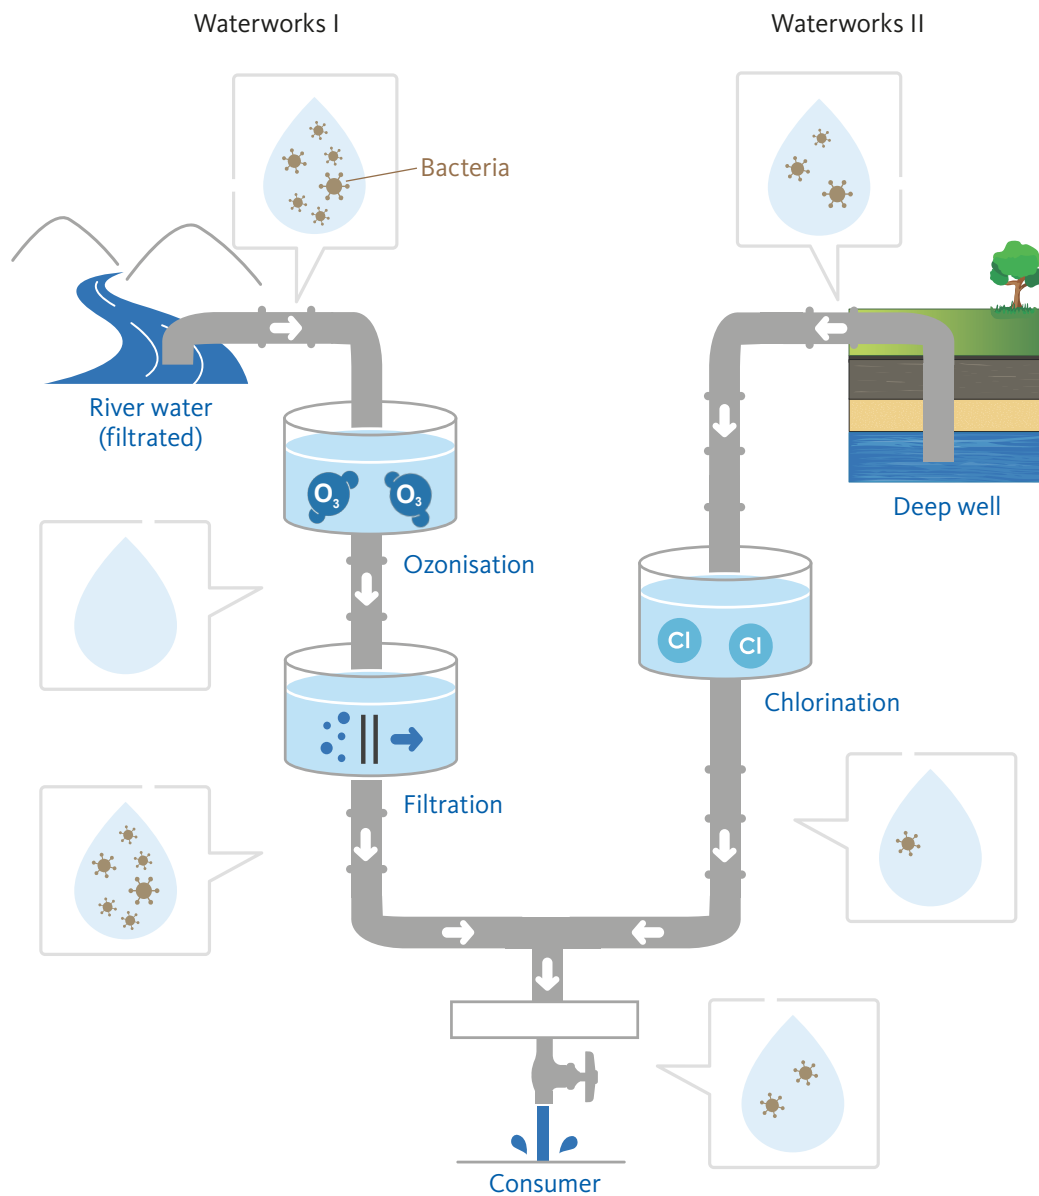 Waterworks I
Waterworks II
Bacteria
River water
(filtrated)
O₃
O₃
Deep well
Ozonisation
Cl
Cl
Chlorination
Filtration
Consumer